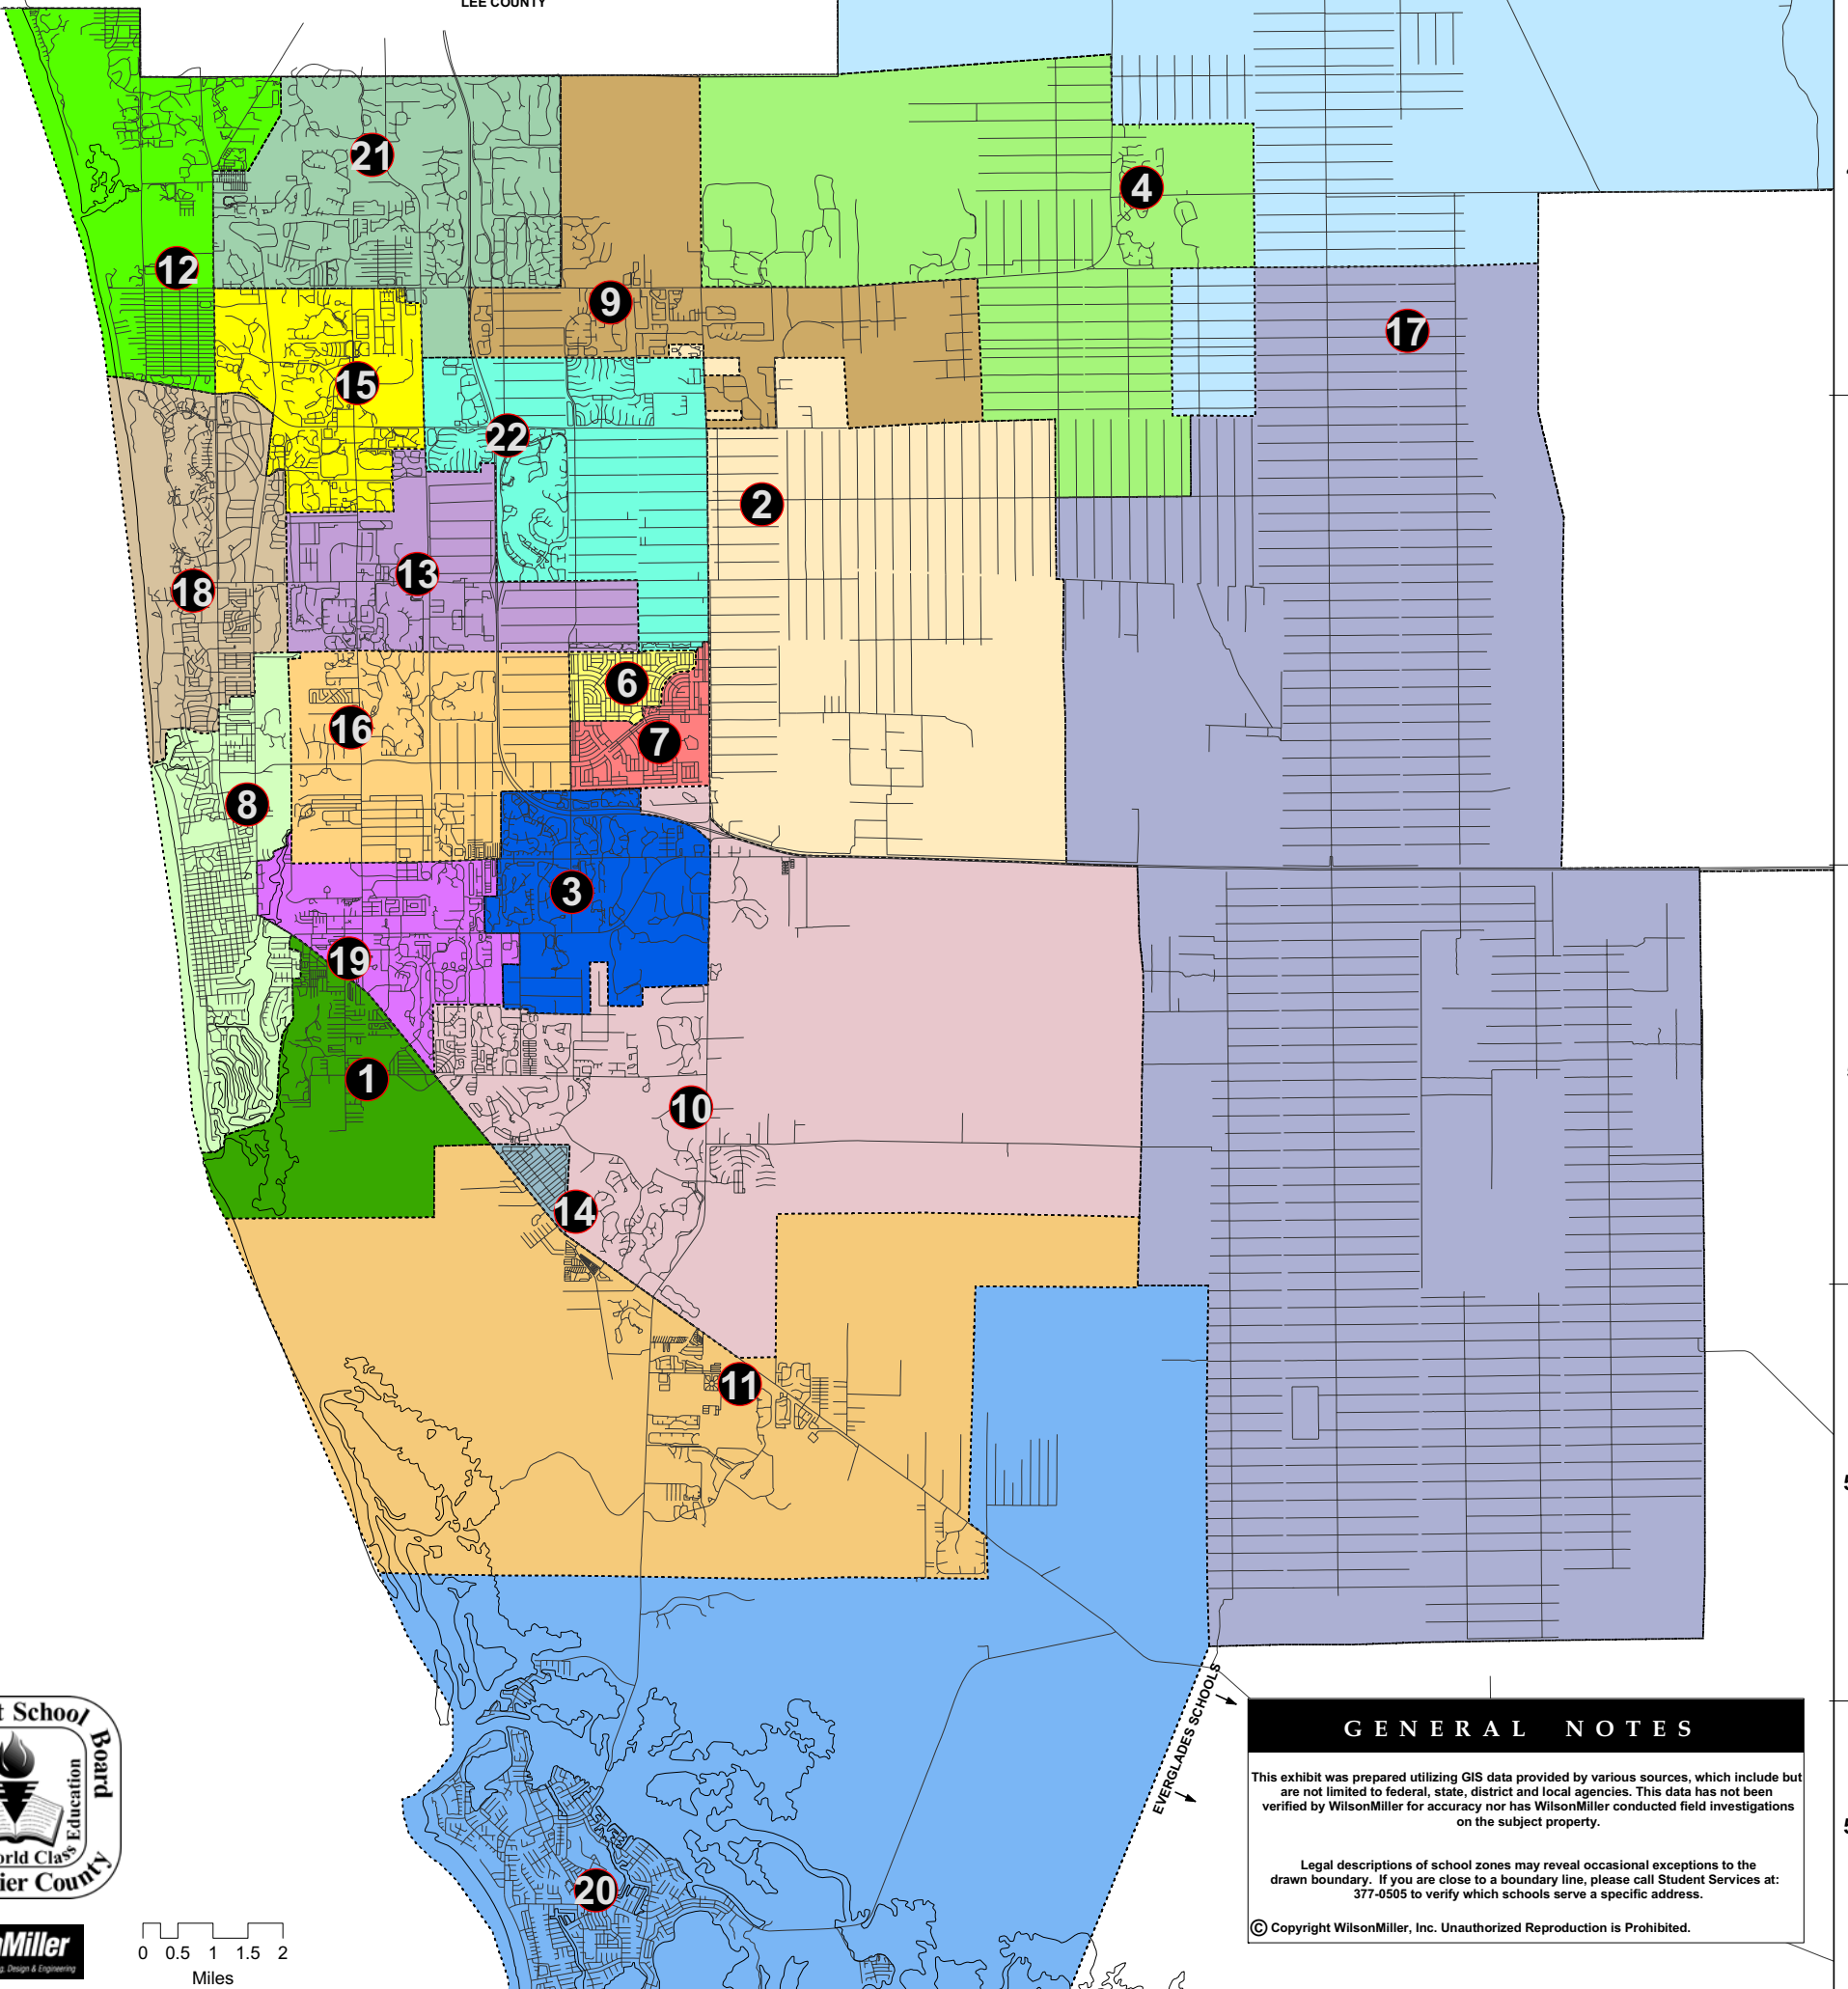 LEE COUNTY
21
4
12
9
17
15
22
2
18
13
6
16
7
8
3
19
1
10
14
11
20
EVERGLADES SCHOOLS
School
Board
Education
Class
County
Miller
Design & Engineering
0 0.5 1 1.5 2
Miles
GENERAL NOTES
This exhibit was prepared utilizing GIS data provided by various sources, which include but
are not limited to federal, state, district and local agencies. This data has not been
verified by WilsonMiller for accuracy nor has WilsonMiller conducted field investigations
on the subject property.
Legal descriptions of school zones may reveal occasional exceptions to the
drawn boundary. If you are close to a boundary line, please call Student Services at:
377-0505 to verify which schools serve a specific address.
© Copyright WilsonMiller, Inc. Unauthorized Reproduction is Prohibited.